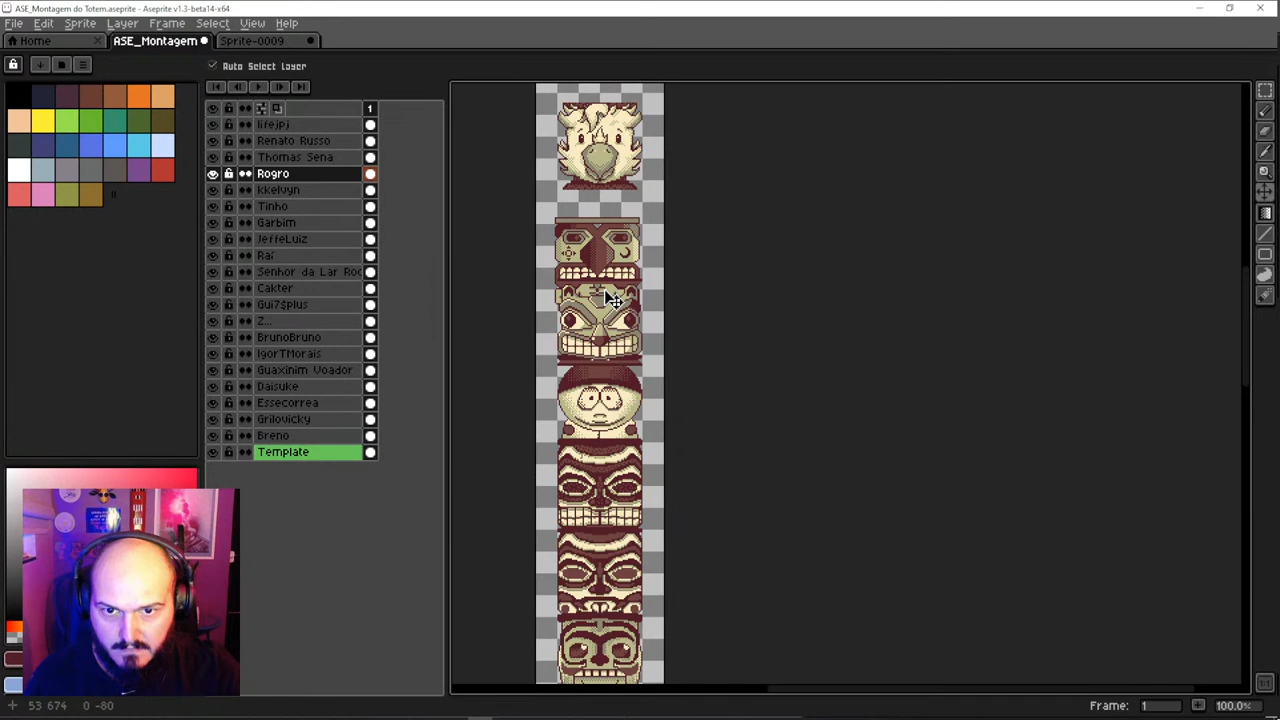 ASE_Montagem do Totem.aseprite - Aseprite v1.3-beta14-x64
File Edit Sprite Layer Frame Select View Help
Home ASE_Montagem Sprite-0009
Auto Select Layer
1
lifejpj
Renato Russo
Thomas Sena
Rogro
kkelvyn
Tinho
Garbim
JeffeLuiz
Raí
Senhor da Lar Roc
Cakter
Gui7$plus
Z...
BrunoBruno
IgorTMorais
Guaxinim Voador
Daisuke
Essecorrea
Grilovicky
Breno
Template
53 674 0 -80 Frame: 1 100.0%